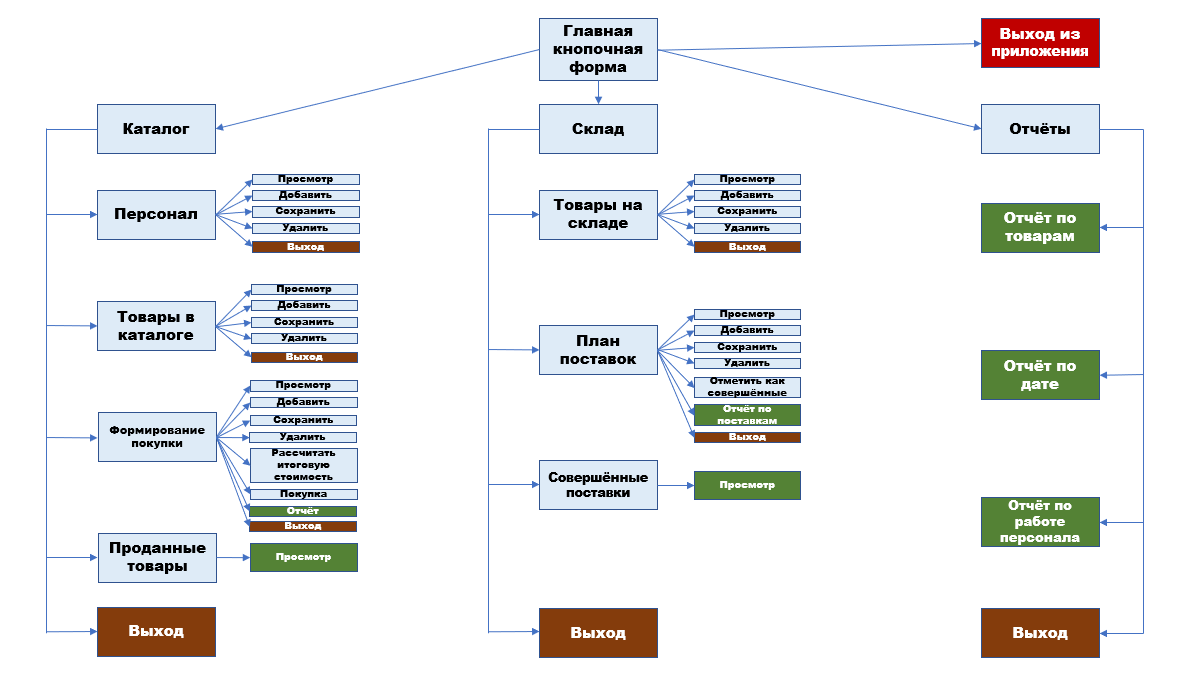 Главная
кнопочная
форма
Выход из
приложения
Каталог
Склад
Отчёты
Персонал
Просмотр
Добавить
Сохранить
Удалить
Выход
Товары в
каталоге
Просмотр
Добавить
Сохранить
Удалить
Выход
Формирование
покупки
Просмотр
Добавить
Сохранить
Удалить
Рассчитать
итоговую
стоимость
Покупка
Отчёт
Выход
Проданные
товары
Просмотр
Выход
Товары на
складе
Просмотр
Добавить
Сохранить
Удалить
Выход
План
поставок
Просмотр
Добавить
Сохранить
Удалить
Отметить как
совершённые
Отчёт по
поставкам
Выход
Совершённые
поставки
Просмотр
Выход
Отчёт по
товарам
Отчёт по
дате
Отчёт по
работе
персонала
Выход